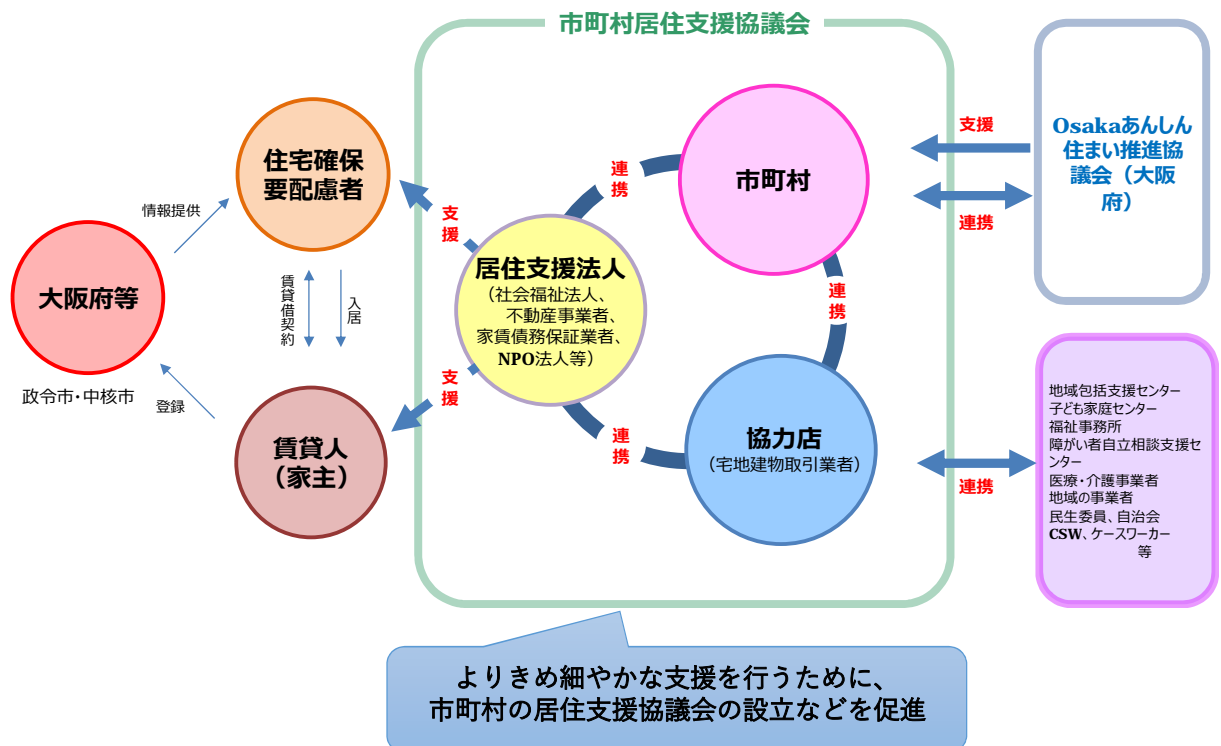 市町村居住支援協議会
住宅確保
要配慮者
情報提供
大阪府等
政令市・中核市
登録
賃貸借契約
入居
賃貸人
（家主）
支援
支援
居住支援法人
（社会福祉法人、
不動産事業者、
家賃債務保証業者、
NPO法人等）
連携
連携
連携
市町村
協力店
（宅地建物取引業者）
支援
連携
Osakaあんしん
住まい推進協
議会（大阪
府）
連携
地域包括支援センター
子ども家庭センター
福祉事務所
障がい者自立相談支援セ
ンター
医療・介護事業者
地域の事業者
民生委員、自治会
CSW、ケースワーカー
等
よりきめ細やかな支援を行うために、
市町村の居住支援協議会の設立などを促進